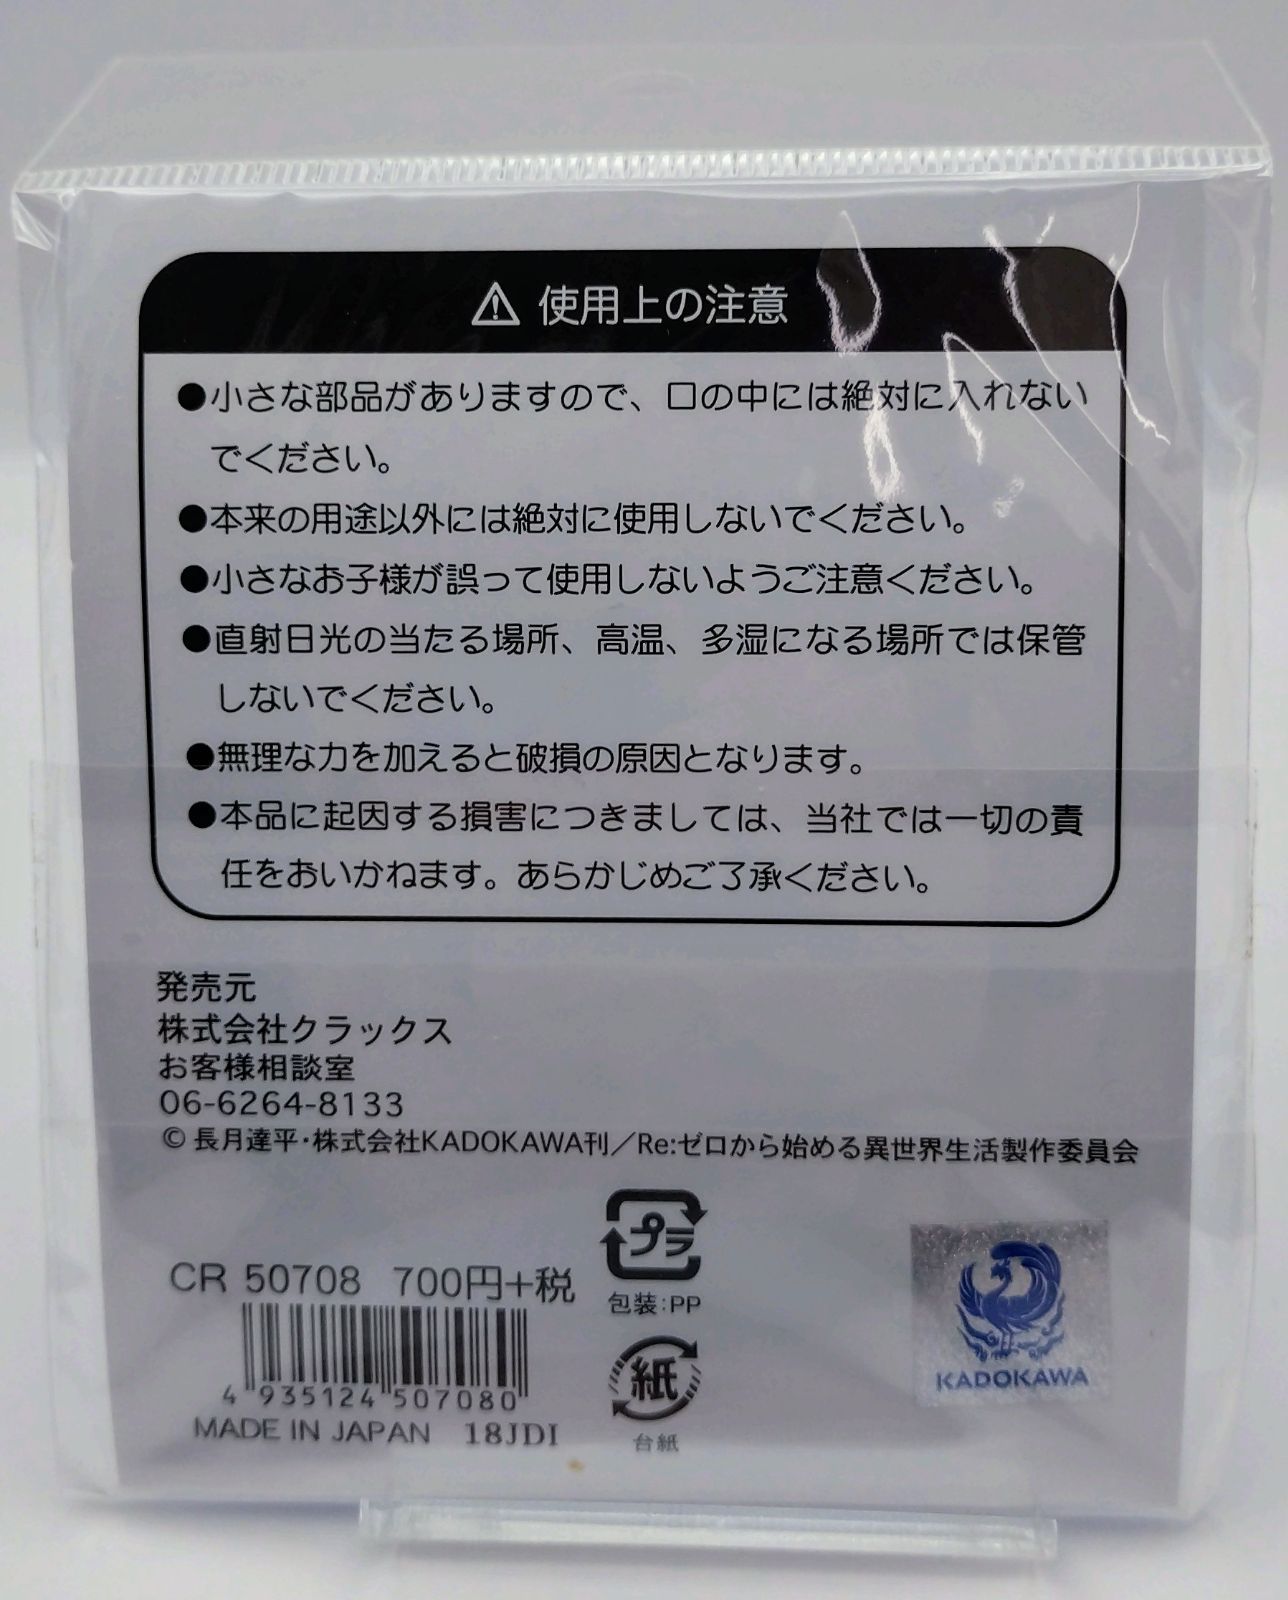 ⚠ 使用上の注意
●小さな部品がありますので、口の中には絶対に入れない
でください。
●本来の用途以外には絶対に使用しないでください。
●小さなお子様が誤って使用しないようご注意ください。
●直射日光の当たる場所、高温、多湿になる場所では保管
しないでください。
●無理な力を加えると破損の原因となります。
●本品に起因する損害につきましては、当社では一切の責
任をおいかねます。あらかじめご了承ください。
発売元
株式会社クラックス
お客様相談室
06-6264-8133
© 長月達平・株式会社KADOKAWA刊／Re:ゼロから始める異世界生活製作委員会
プラ
包装:PP
CR 50708 700円+税
4 935124 507080
MADE IN JAPAN 18JDI
紙
台紙
KADOKAWA